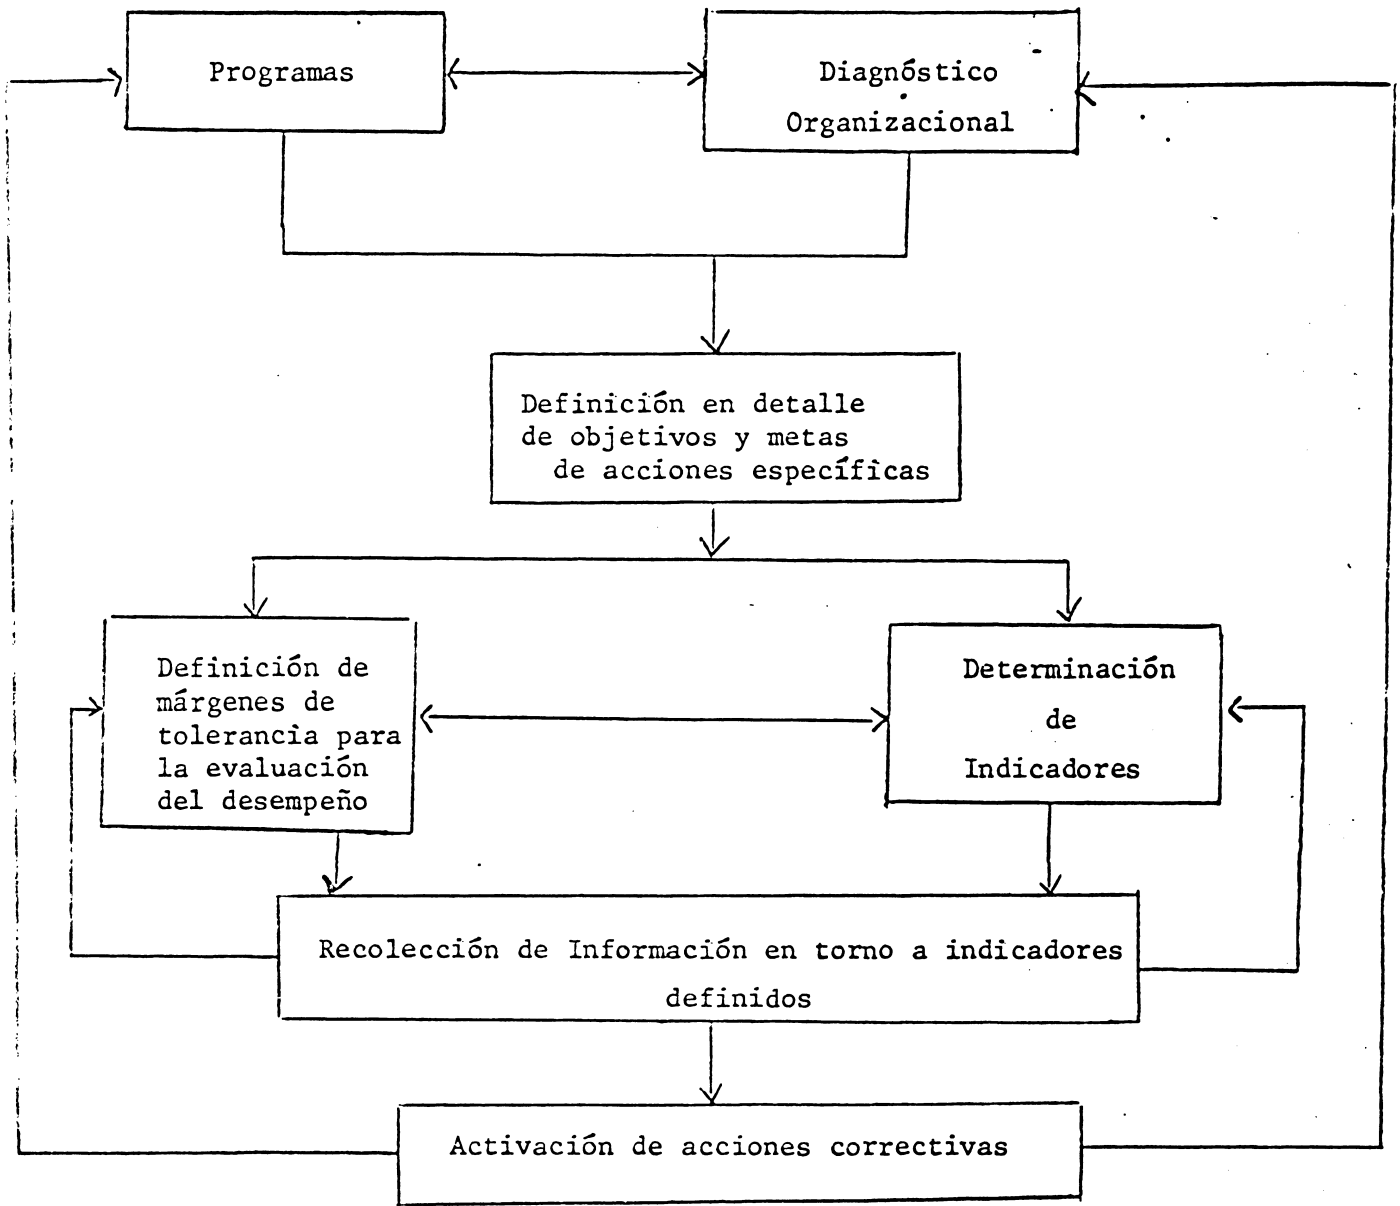 Programas
Diagnóstico
Organizacional
Definición en detalle
de objetivos y metas
de acciones específicas
Definición de
márgenes de
tolerancia para
la evaluación
del desempeño
Determinación
de
Indicadores
Recolección de Información en torno a indicadores
definidos
Activación de acciones correctivas